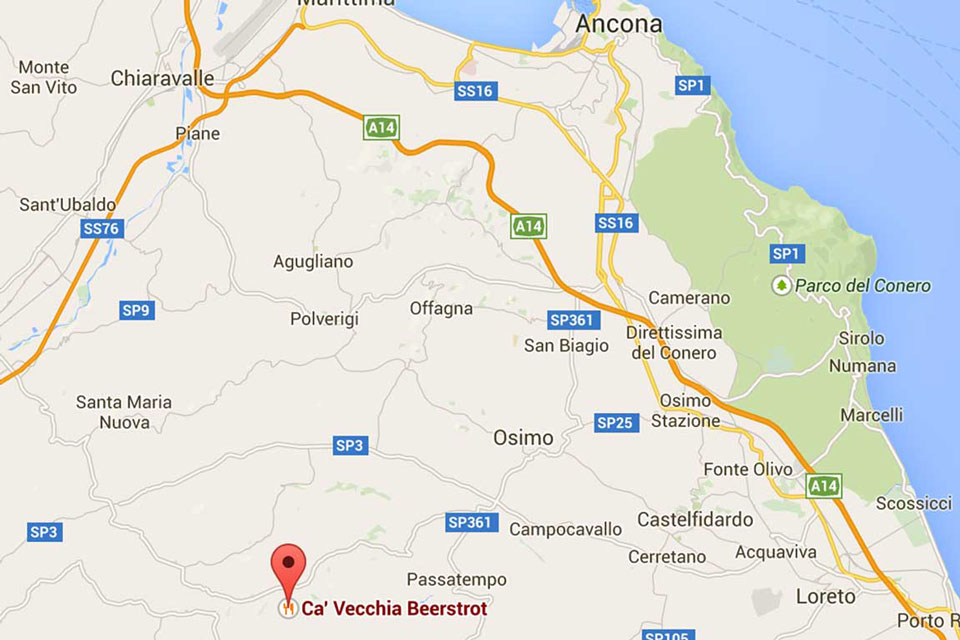 Marittima
Ancona
Monte
San Vito
Chiaravalle
SS16
SP1
A14
Piane
Sant'Ubaldo
SS76
A14
SS16
SP1
Agugliano
Parco del Conero
SP9
Polverigi
Offagna
SP361
Camerano
San Biagio
Direttissima
del Conero
Sirolo
Numana
Santa Maria
Nuova
Osimo
Stazione
Marcelli
SP25
SP3
Osimo
Fonte Olivo
A14
Scossicci
SP3
SP361
Campocavallo
Castelfidardo
Cerretano
Acquaviva
Passatempo
Loreto
Ca' Vecchia Beerstrot
Porto R
SP105